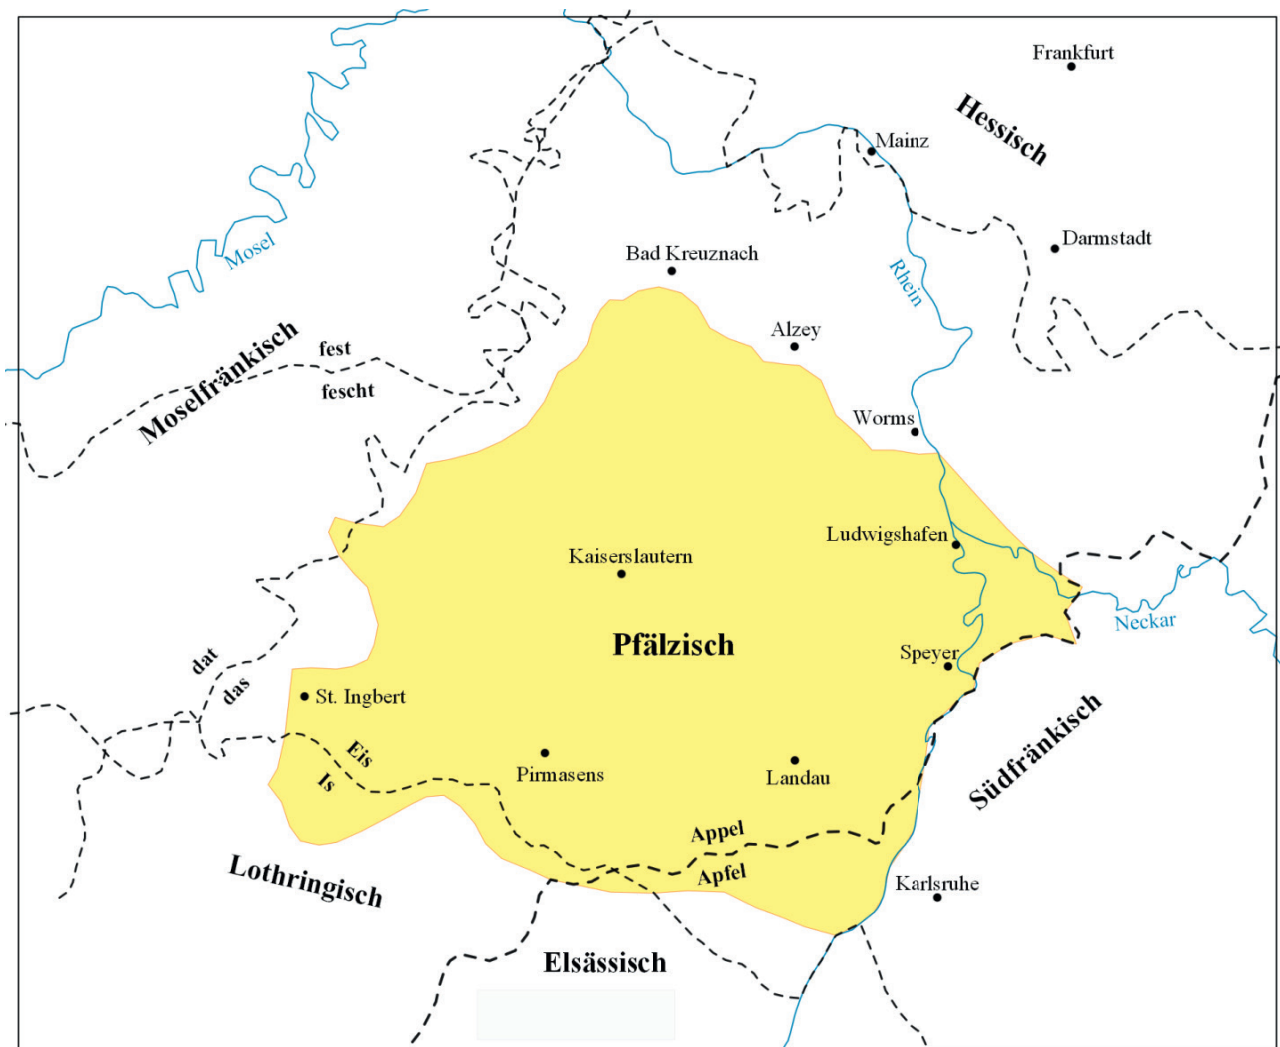 Frankfurt
Hessisch
Mainz
Darmstadt
Mosel
Bad Kreuznach
Rhein
Alzey
fest
Moselfränkisch
fescht
Worms
Ludwigshafen
Kaiserslautern
Neckar
Pfälzisch
Speyer
dat
das
St. Ingbert
Eis
Is
Pirmasens
Landau
Südfränkisch
Appel
Apfel
Lothringisch
Karlsruhe
Elsässisch